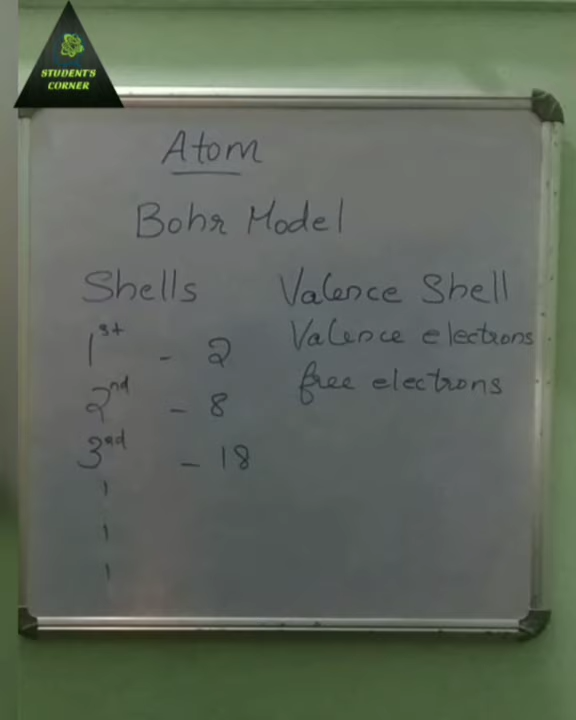 STUDENT'S
CORNER
Atom
Bohr Model
Shells
1st - 2
2nd - 8
3rd - 18
Valence Shell
Valence electrons
free electrons